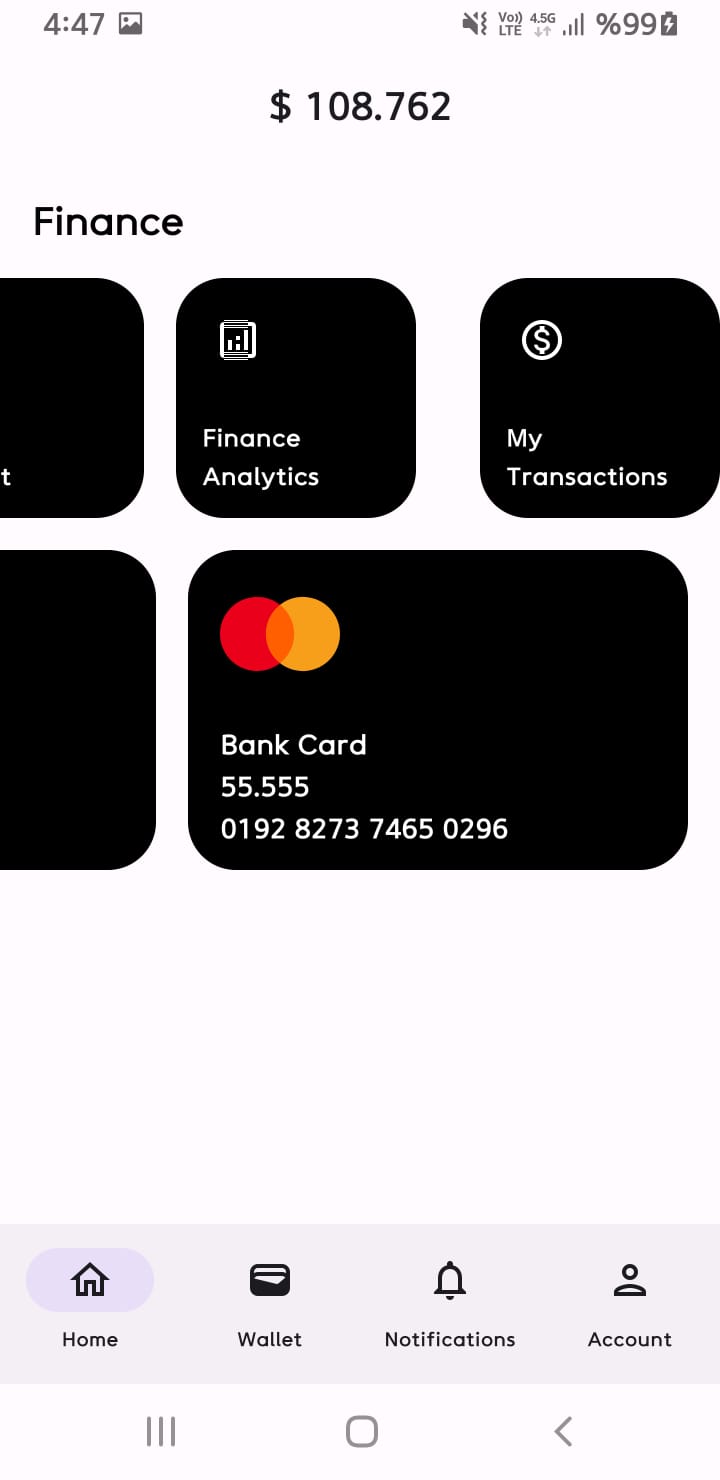 4:47 Vo)) LTE 4.5G %99
$ 108.762
Finance
t
Finance
Analytics
My
Transactions
Bank Card
55.555
0192 8273 7465 0296
Home Wallet Notifications Account